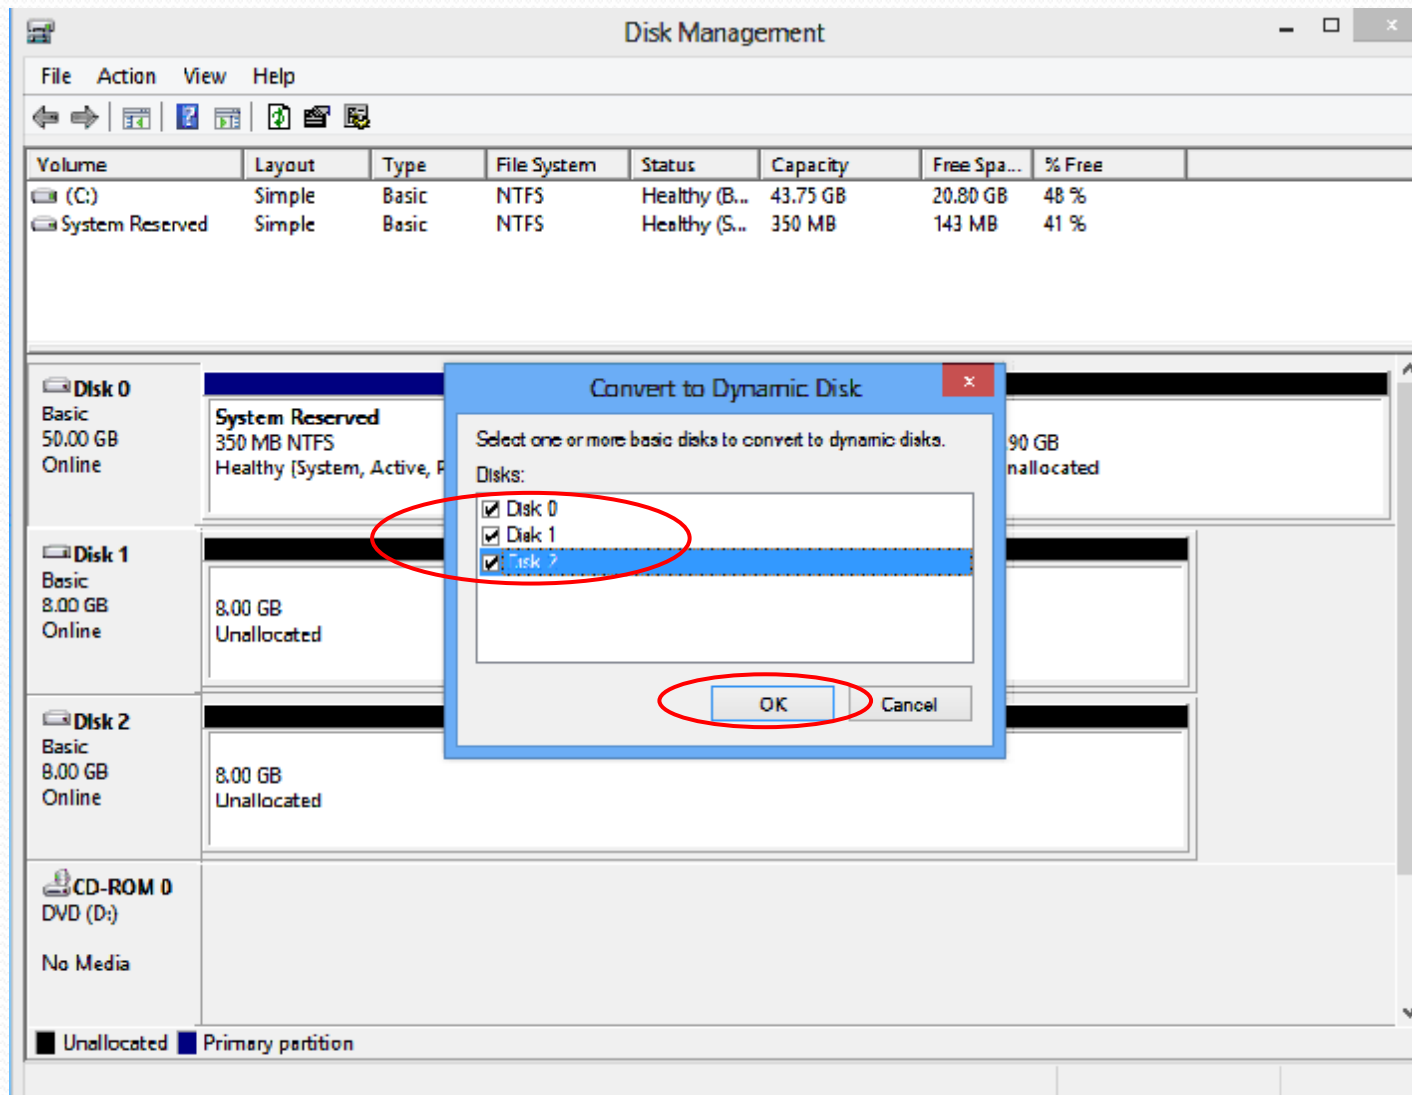 Disk Management
File Action View Help
Volume Layout Type File System Status Capacity Free Spa... % Free
(C:) Simple Basic NTFS Healthy (B... 43.75 GB 20.80 GB 48 %
System Reserved Simple Basic NTFS Healthy (S... 350 MB 143 MB 41 %
Disk 0
Basic
50.00 GB
Online
System Reserved
350 MB NTFS
Healthy (System, Active, P
.90 GB
nallocated
Convert to Dynamic Disk
Select one or more basic disks to convert to dynamic disks.
Disks:
Disk 0
Disk 1
Disk 2
OK Cancel
Disk 1
Basic
8.00 GB
Online
8.00 GB
Unallocated
Disk 2
Basic
8.00 GB
Online
8.00 GB
Unallocated
CD-ROM 0
DVD (D:)
No Media
Unallocated Primary partition